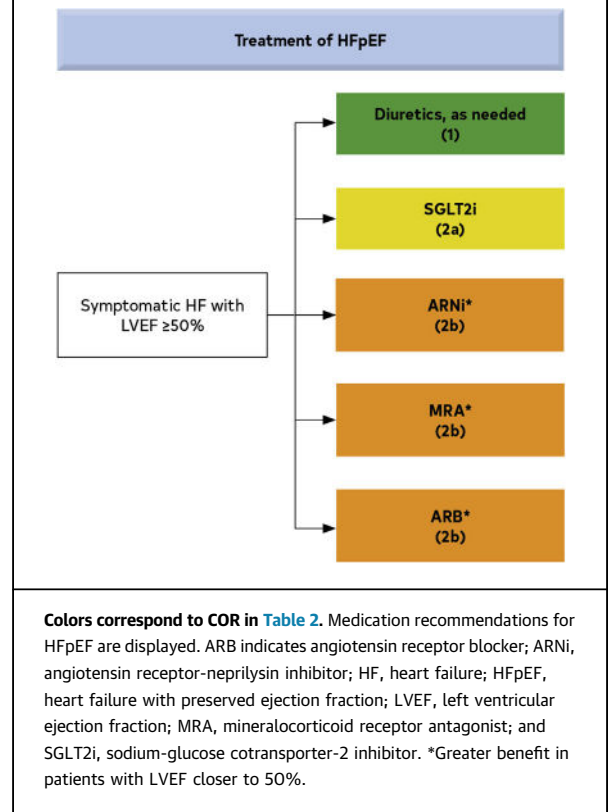 Treatment of HFpEF
Diuretics, as needed
(1)
SGLT2i
(2a)
Symptomatic HF with
LVEF ≥50%
ARNi*
(2b)
MRA*
(2b)
ARB*
(2b)
Colors correspond to COR in Table 2. Medication recommendations for
HFpEF are displayed. ARB indicates angiotensin receptor blocker; ARNi,
angiotensin receptor-neprilysin inhibitor; HF, heart failure; HFpEF,
heart failure with preserved ejection fraction; LVEF, left ventricular
ejection fraction; MRA, mineralocorticoid receptor antagonist; and
SGLT2i, sodium-glucose cotransporter-2 inhibitor. *Greater benefit in
patients with LVEF closer to 50%.